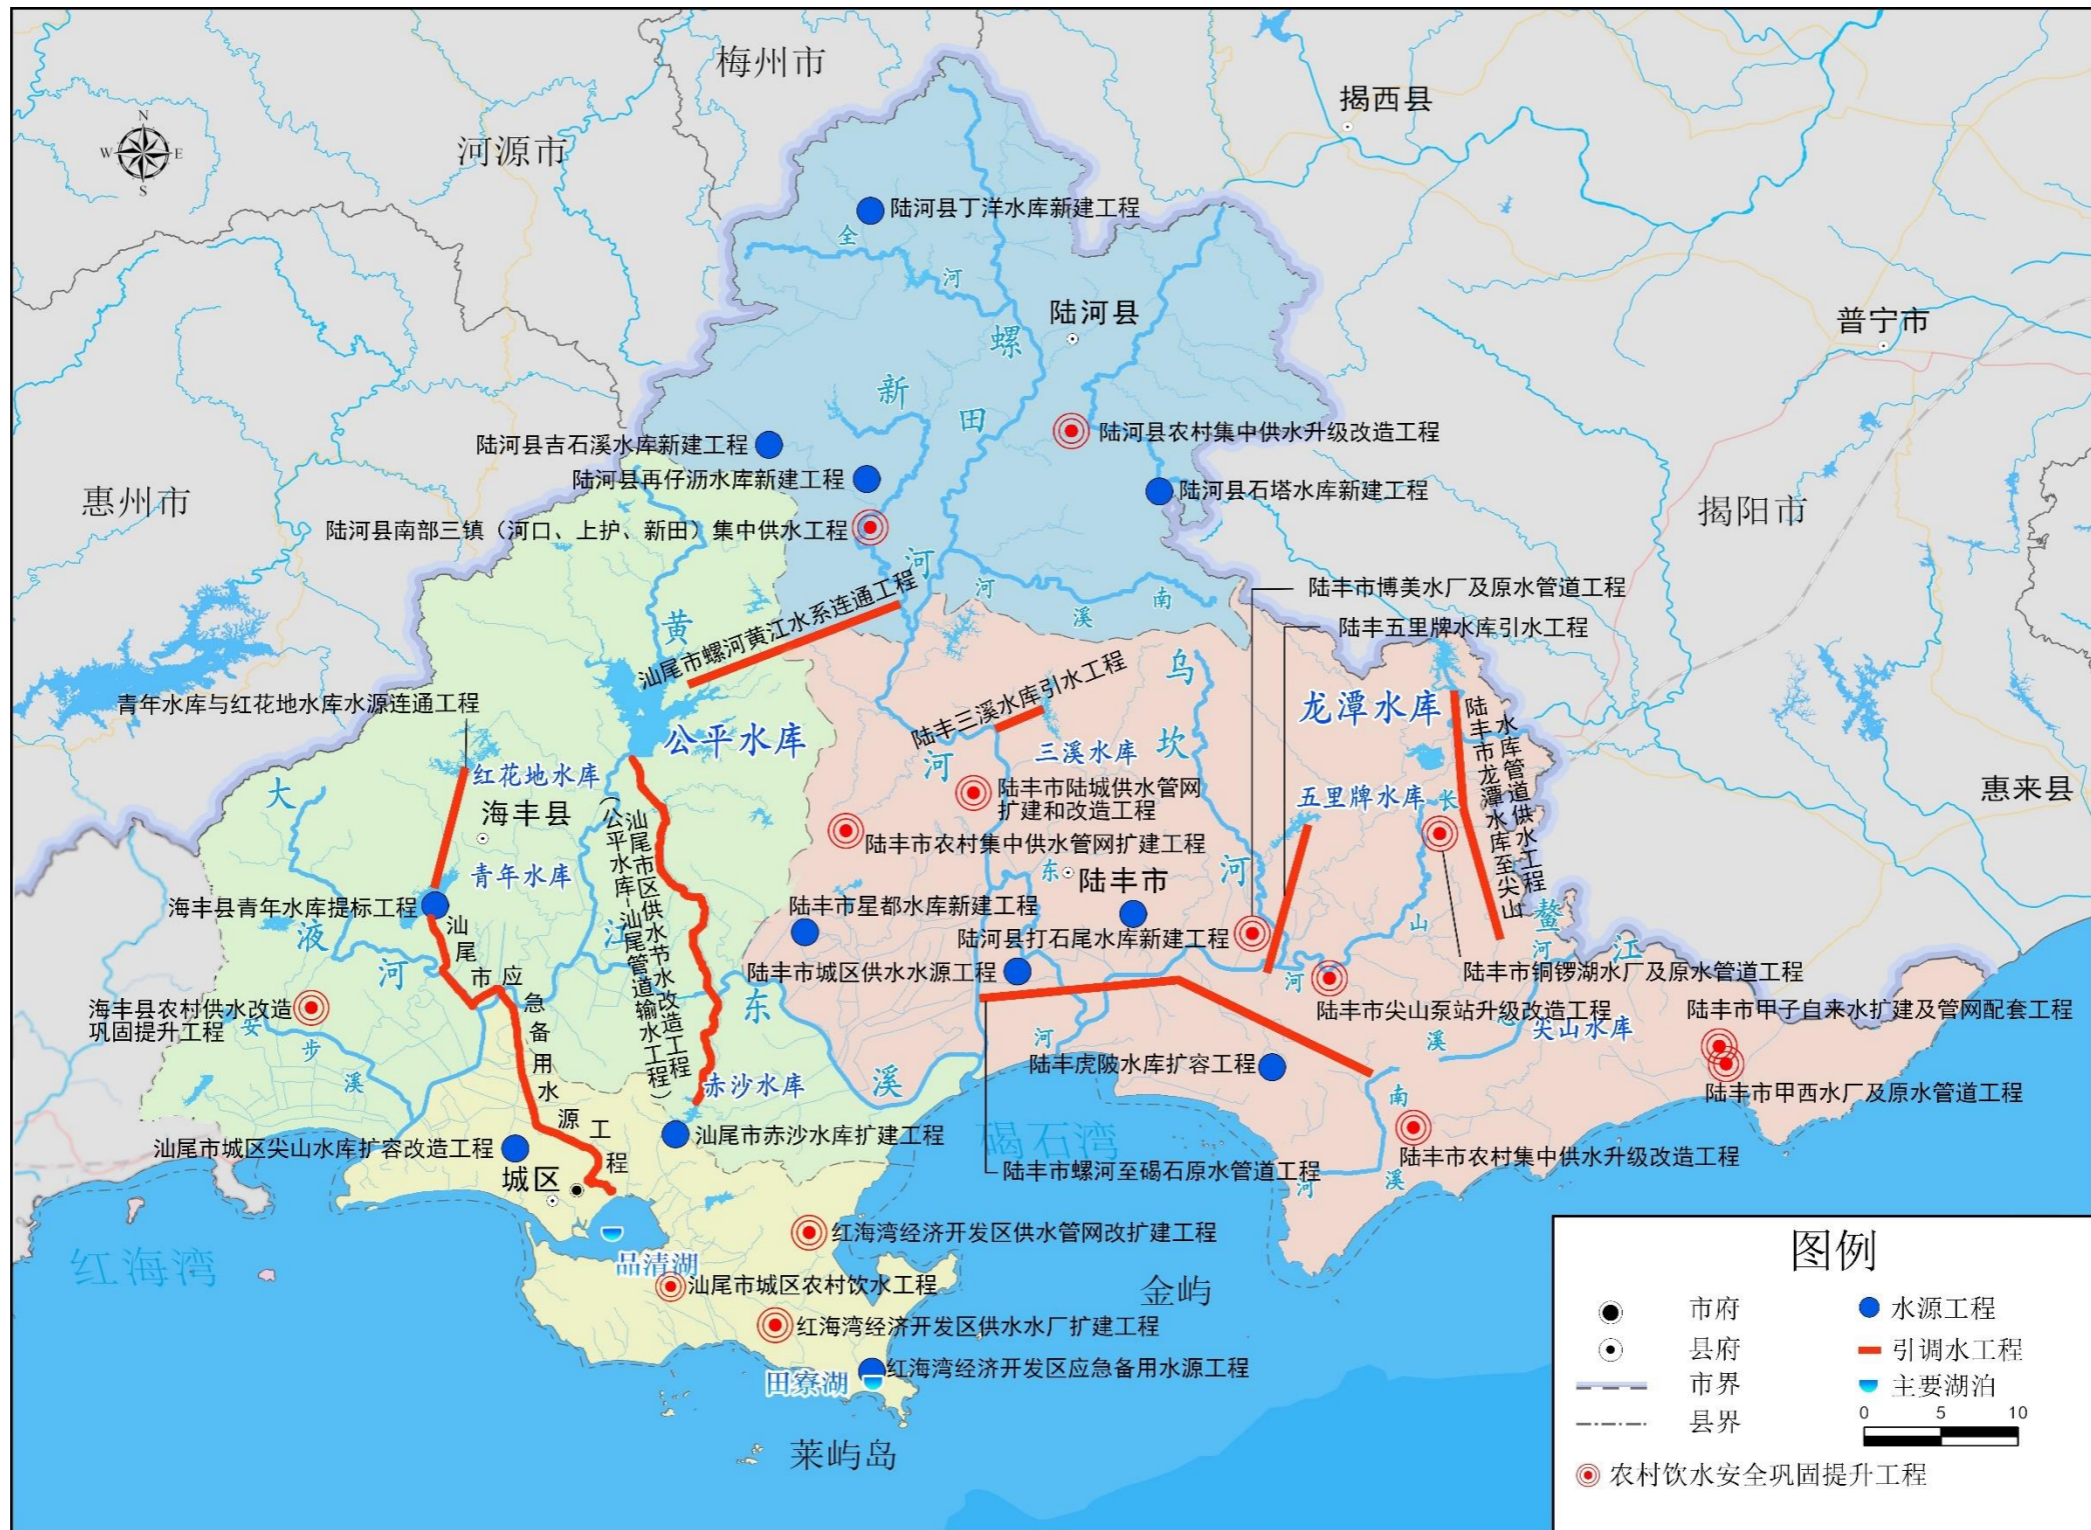 梅州市
揭西县
河源市
N
W
E
S
陆河县丁洋水库新建工程
全
河
陆河县
普宁市
螺
新
田
陆河县吉石溪水库新建工程
陆河县农村集中供水升级改造工程
陆河县再仔沥水库新建工程
陆河县石塔水库新建工程
惠州市
揭阳市
陆河县南部三镇（河口、上护、新田）集中供水工程
河
河
溪
南
陆丰市博美水厂及原水管道工程
汕尾市螺河黄江水系连通工程
黄
陆丰五里牌水库引水工程
乌
青年水库与红花地水库水源连通工程
陆丰三溪水库引水工程
龙潭水库
陆丰市龙潭水库至尖山
水库管道供水工程
公平水库
坎
三溪水库
河
红花地水库
大
海丰县
陆丰市陆城供水管网
扩建和改造工程
五里牌水库
长
惠来县
汕尾市区供水节水改造工程
（公平水库-汕尾管道输水工程）
陆丰市农村集中供水管网扩建工程
青年水库
东
陆丰市
河
海丰县青年水库提标工程
陆丰市星都水库新建工程
山
鳌
液
江
汕尾市应急备用水源工程
陆河县打石尾水库新建工程
河
江
河
陆丰市城区供水水源工程
河
陆丰市铜锣湖水厂及原水管道工程
海丰县农村供水改造
巩固提升工程
东
陆丰市尖山泵站升级改造工程
陆丰市甲子自来水扩建及管网配套工程
安
步
溪
河
溪
尖山水库
陆丰虎陂水库扩容工程
赤沙水库
溪
南
陆丰市甲西水厂及原水管道工程
汕尾市城区尖山水库扩容改造工程
汕尾市赤沙水库扩建工程
碣石湾
陆丰市农村集中供水升级改造工程
城区
陆丰市螺河至碣石原水管道工程
河
溪
红海湾
品清湖
红海湾经济开发区供水管网改扩建工程
汕尾市城区农村饮水工程
金屿
红海湾经济开发区供水水厂扩建工程
田寮湖
红海湾经济开发区应急备用水源工程
莱屿岛
图例
市府
水源工程
县府
引调水工程
市界
主要湖泊
县界
0 5 10
农村饮水安全巩固提升工程